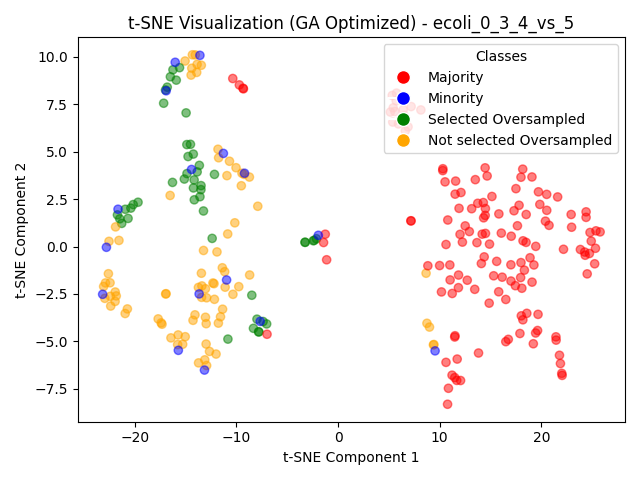 t-SNE Visualization (GA Optimized) - ecoli_0_3_4_vs_5
Classes
Majority
Minority
Selected Oversampled
Not selected Oversampled
t-SNE Component 2
10.0
7.5
5.0
2.5
0.0
−2.5
−5.0
−7.5
−20 −10 0 10 20
t-SNE Component 1